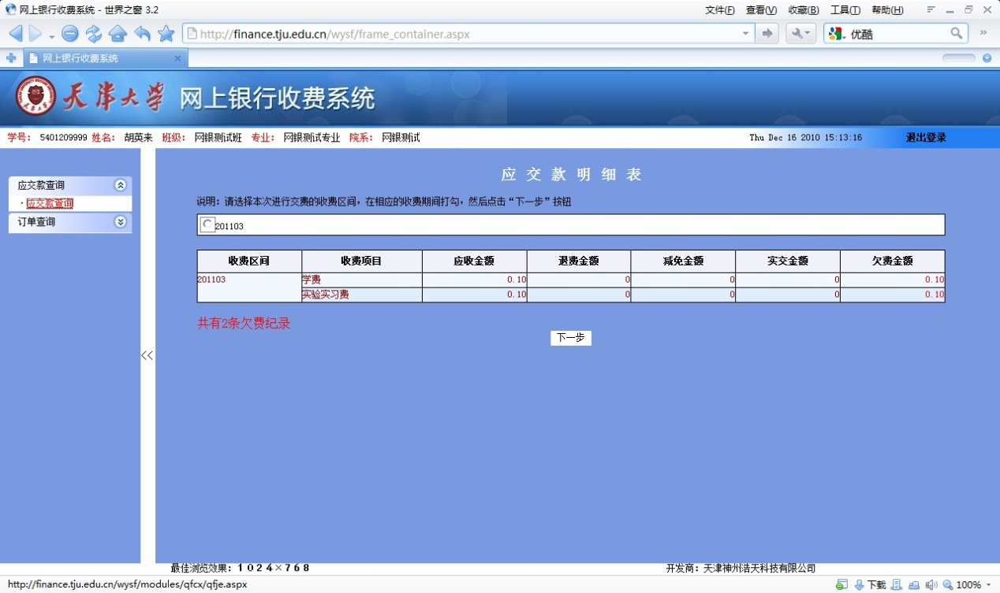 网上银行收费系统 - 世界之窗 3.2
文件(F) 查看(V) 收藏(B) 工具(T) 帮助(H)
http://finance.tju.edu.cn/wysf/frame_container.aspx
优酷
网上银行收费系统
天津大学 网上银行收费系统
学号: 5401209999 姓名: 胡英来 班级: 网银测试班 专业: 网银测试专业 院系: 网银测试
Thu Dec 16 2010 15:13:16
退出登录
应交款查询
·应交款查询
订单查询
应交款明细表
说明: 请选择本次进行交费的收费区间, 在相应的收费期间打勾, 然后点击“下一步”按钮
201103
收费区间 收费项目 应收金额 退费金额 减免金额 实交金额 欠费金额
201103 学费 0.10 0 0 0 0.10
实验实习费 0.10 0 0 0 0.10
共有2条欠费纪录
下一步
<<
最佳浏览效果: 1024×768
开发商: 天津神州浩天科技有限公司
http://finance.tju.edu.cn/wysf/modules/qfcx/qfje.aspx
下载
100%